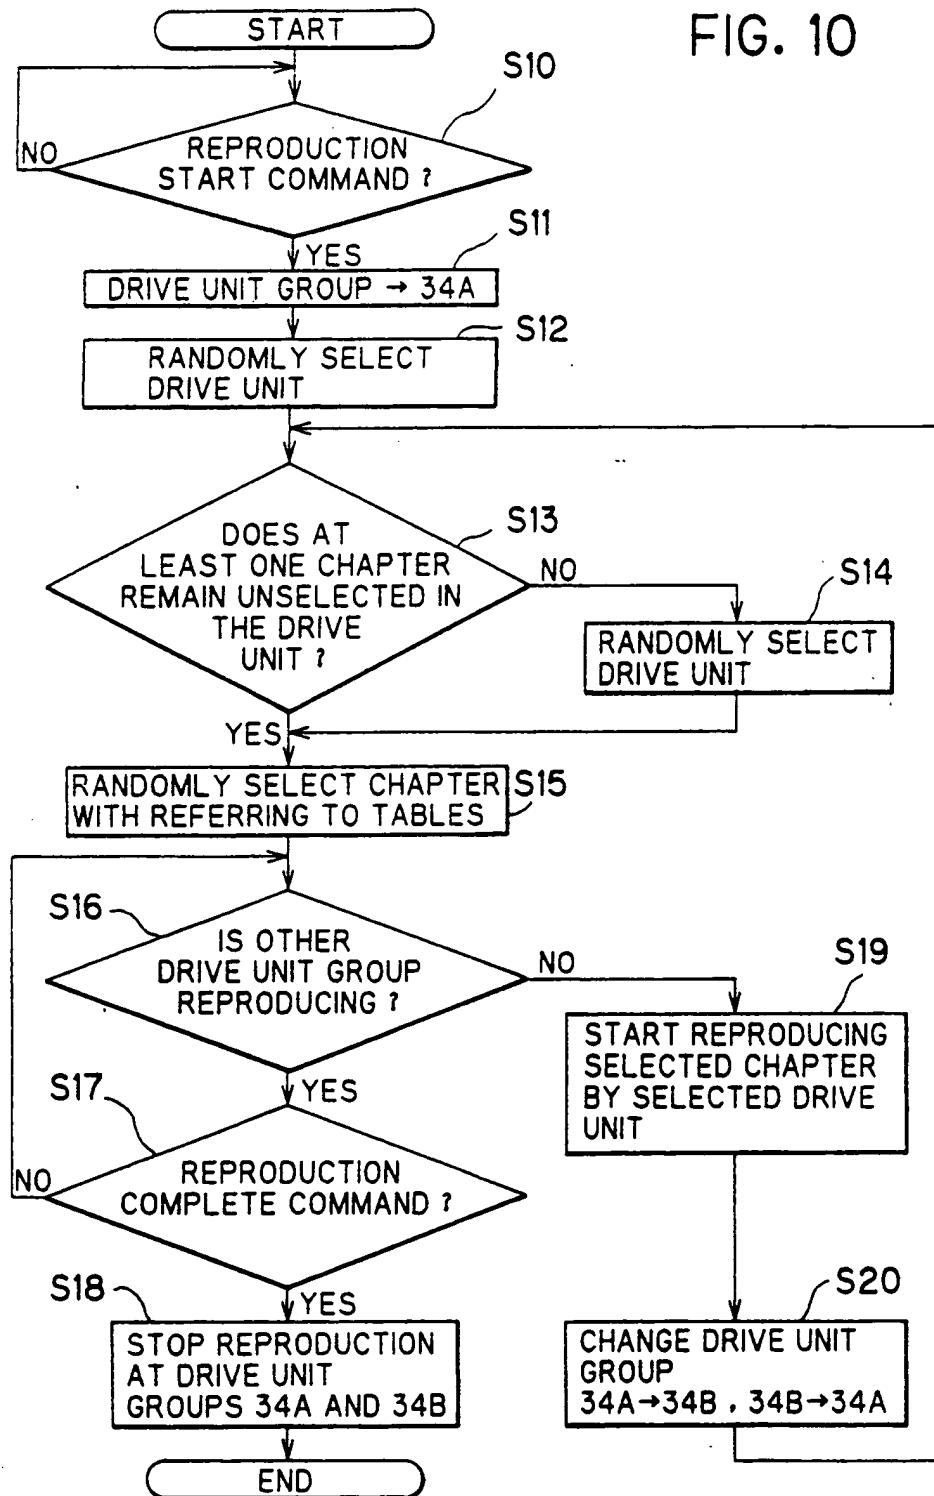 START
FIG. 10
S10
REPRODUCTION
START COMMAND ?
NO
YES
S11
DRIVE UNIT GROUP → 34A
S12
RANDOMLY SELECT
DRIVE UNIT
S13
DOES AT
LEAST ONE CHAPTER
REMAIN UNSELECTED IN
THE DRIVE
UNIT ?
NO
S14
RANDOMLY SELECT
DRIVE UNIT
YES
RANDOMLY SELECT CHAPTER
WITH REFERRING TO TABLES
S15
S16
IS OTHER
DRIVE UNIT GROUP
REPRODUCING ?
NO
S19
START REPRODUCING
SELECTED CHAPTER
BY SELECTED DRIVE
UNIT
YES
S17
REPRODUCTION
COMPLETE COMMAND ?
NO
YES
S18
STOP REPRODUCTION
AT DRIVE UNIT
GROUPS 34A AND 34B
S20
CHANGE DRIVE UNIT
GROUP
34A→34B , 34B→34A
END